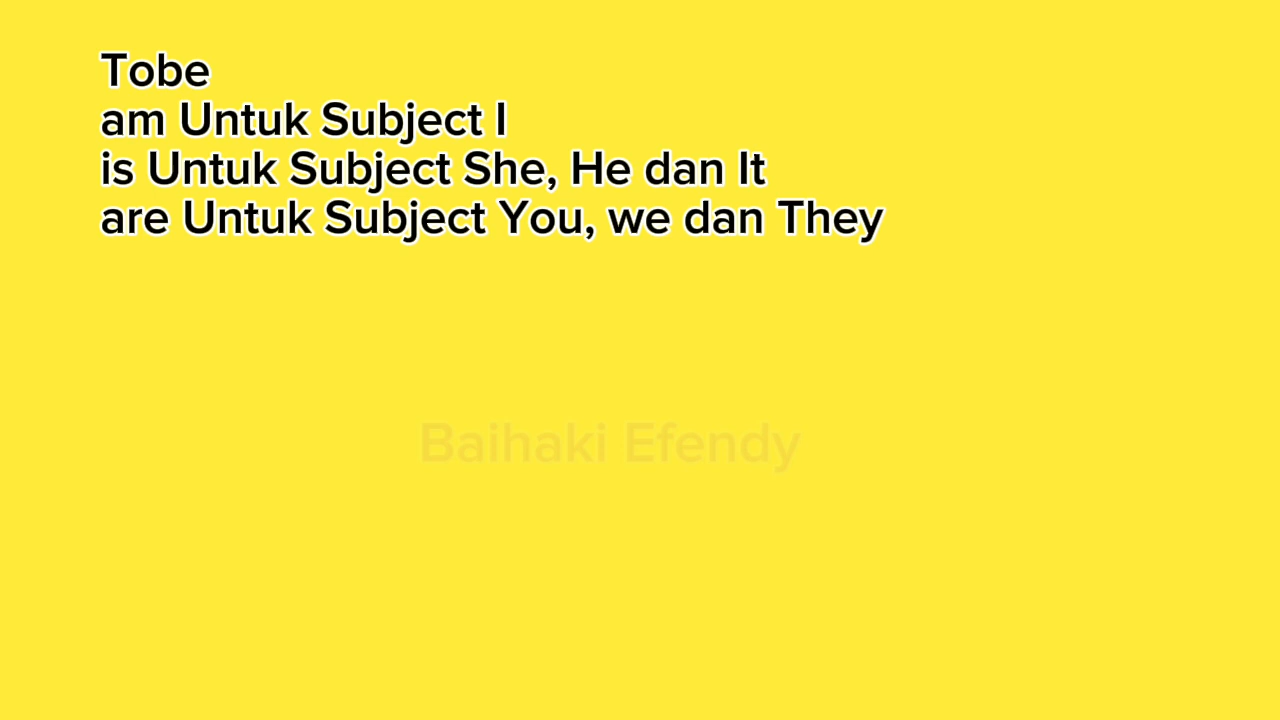 Tobe
am Untuk Subject I
is Untuk Subject She, He dan It
are Untuk Subject You, we dan They
Baihaki Efendy